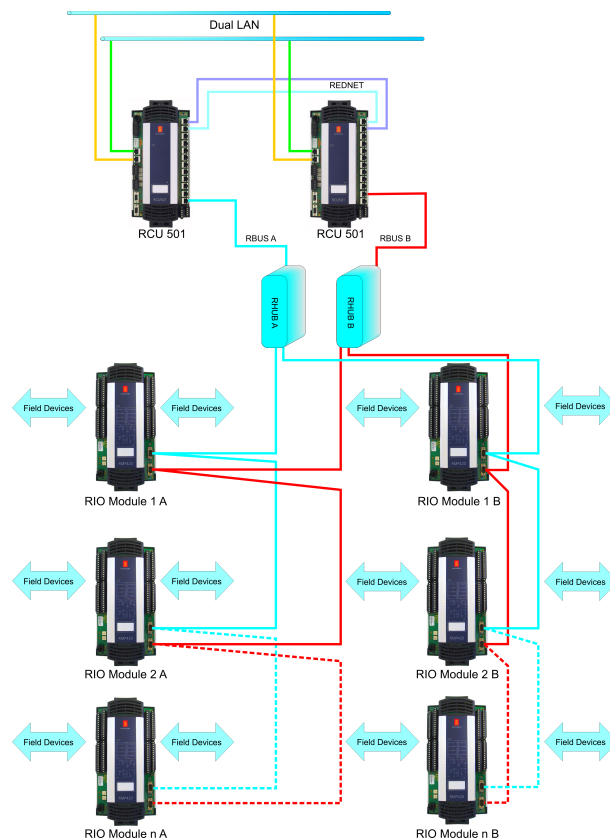 Dual LAN
REDNET
RCU 501
RCU 501
RBUS A
RBUS B
RHUB A
RHUB B
Field Devices
Field Devices
Field Devices
Field Devices
RIO Module 1 A
RIO Module 1 B
Field Devices
Field Devices
Field Devices
Field Devices
RIO Module 2 A
RIO Module 2 B
Field Devices
Field Devices
Field Devices
Field Devices
RIO Module n A
RIO Module n B